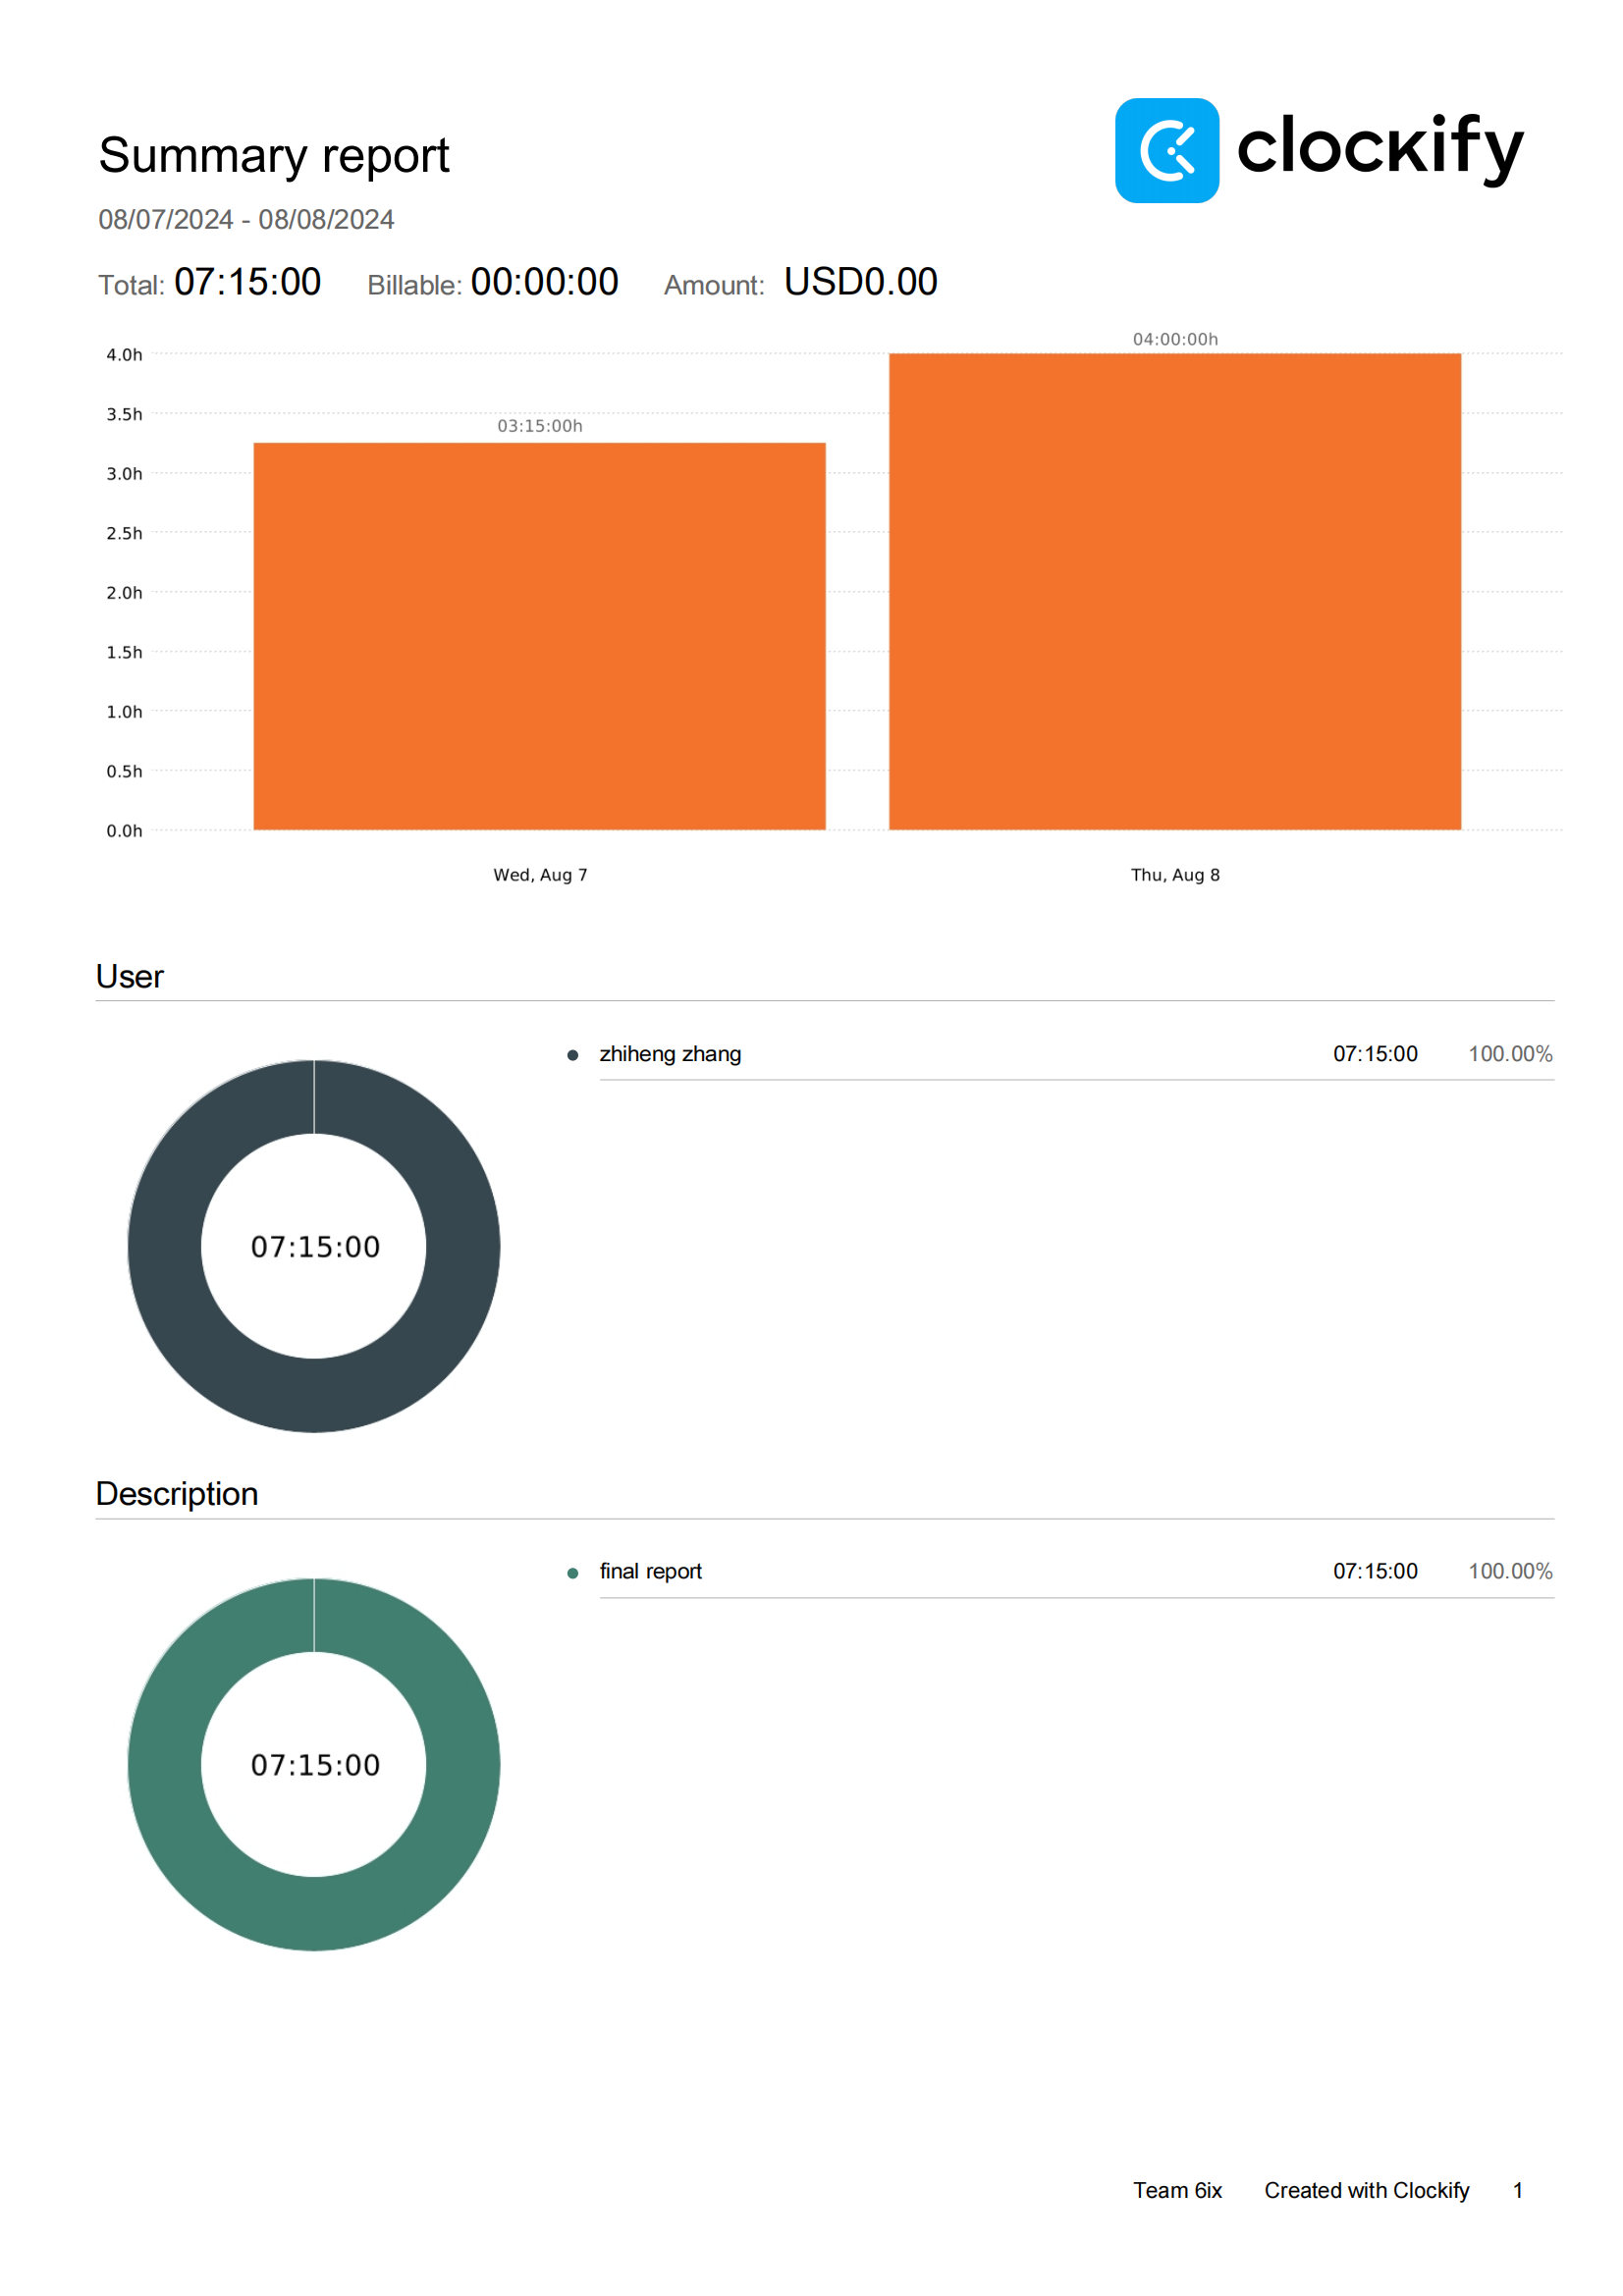 Summary report
clockify
08/07/2024 - 08/08/2024
Total: 07:15:00 Billable: 00:00:00 Amount: USD0.00
04:00:00h
4.0h
3.5h
03:15:00h
3.0h
2.5h
2.0h
1.5h
1.0h
0.5h
0.0h
Wed, Aug 7 Thu, Aug 8
User
zhiheng zhang 07:15:00 100.00%
07:15:00
Description
final report 07:15:00 100.00%
07:15:00
Team 6ix Created with Clockify 1